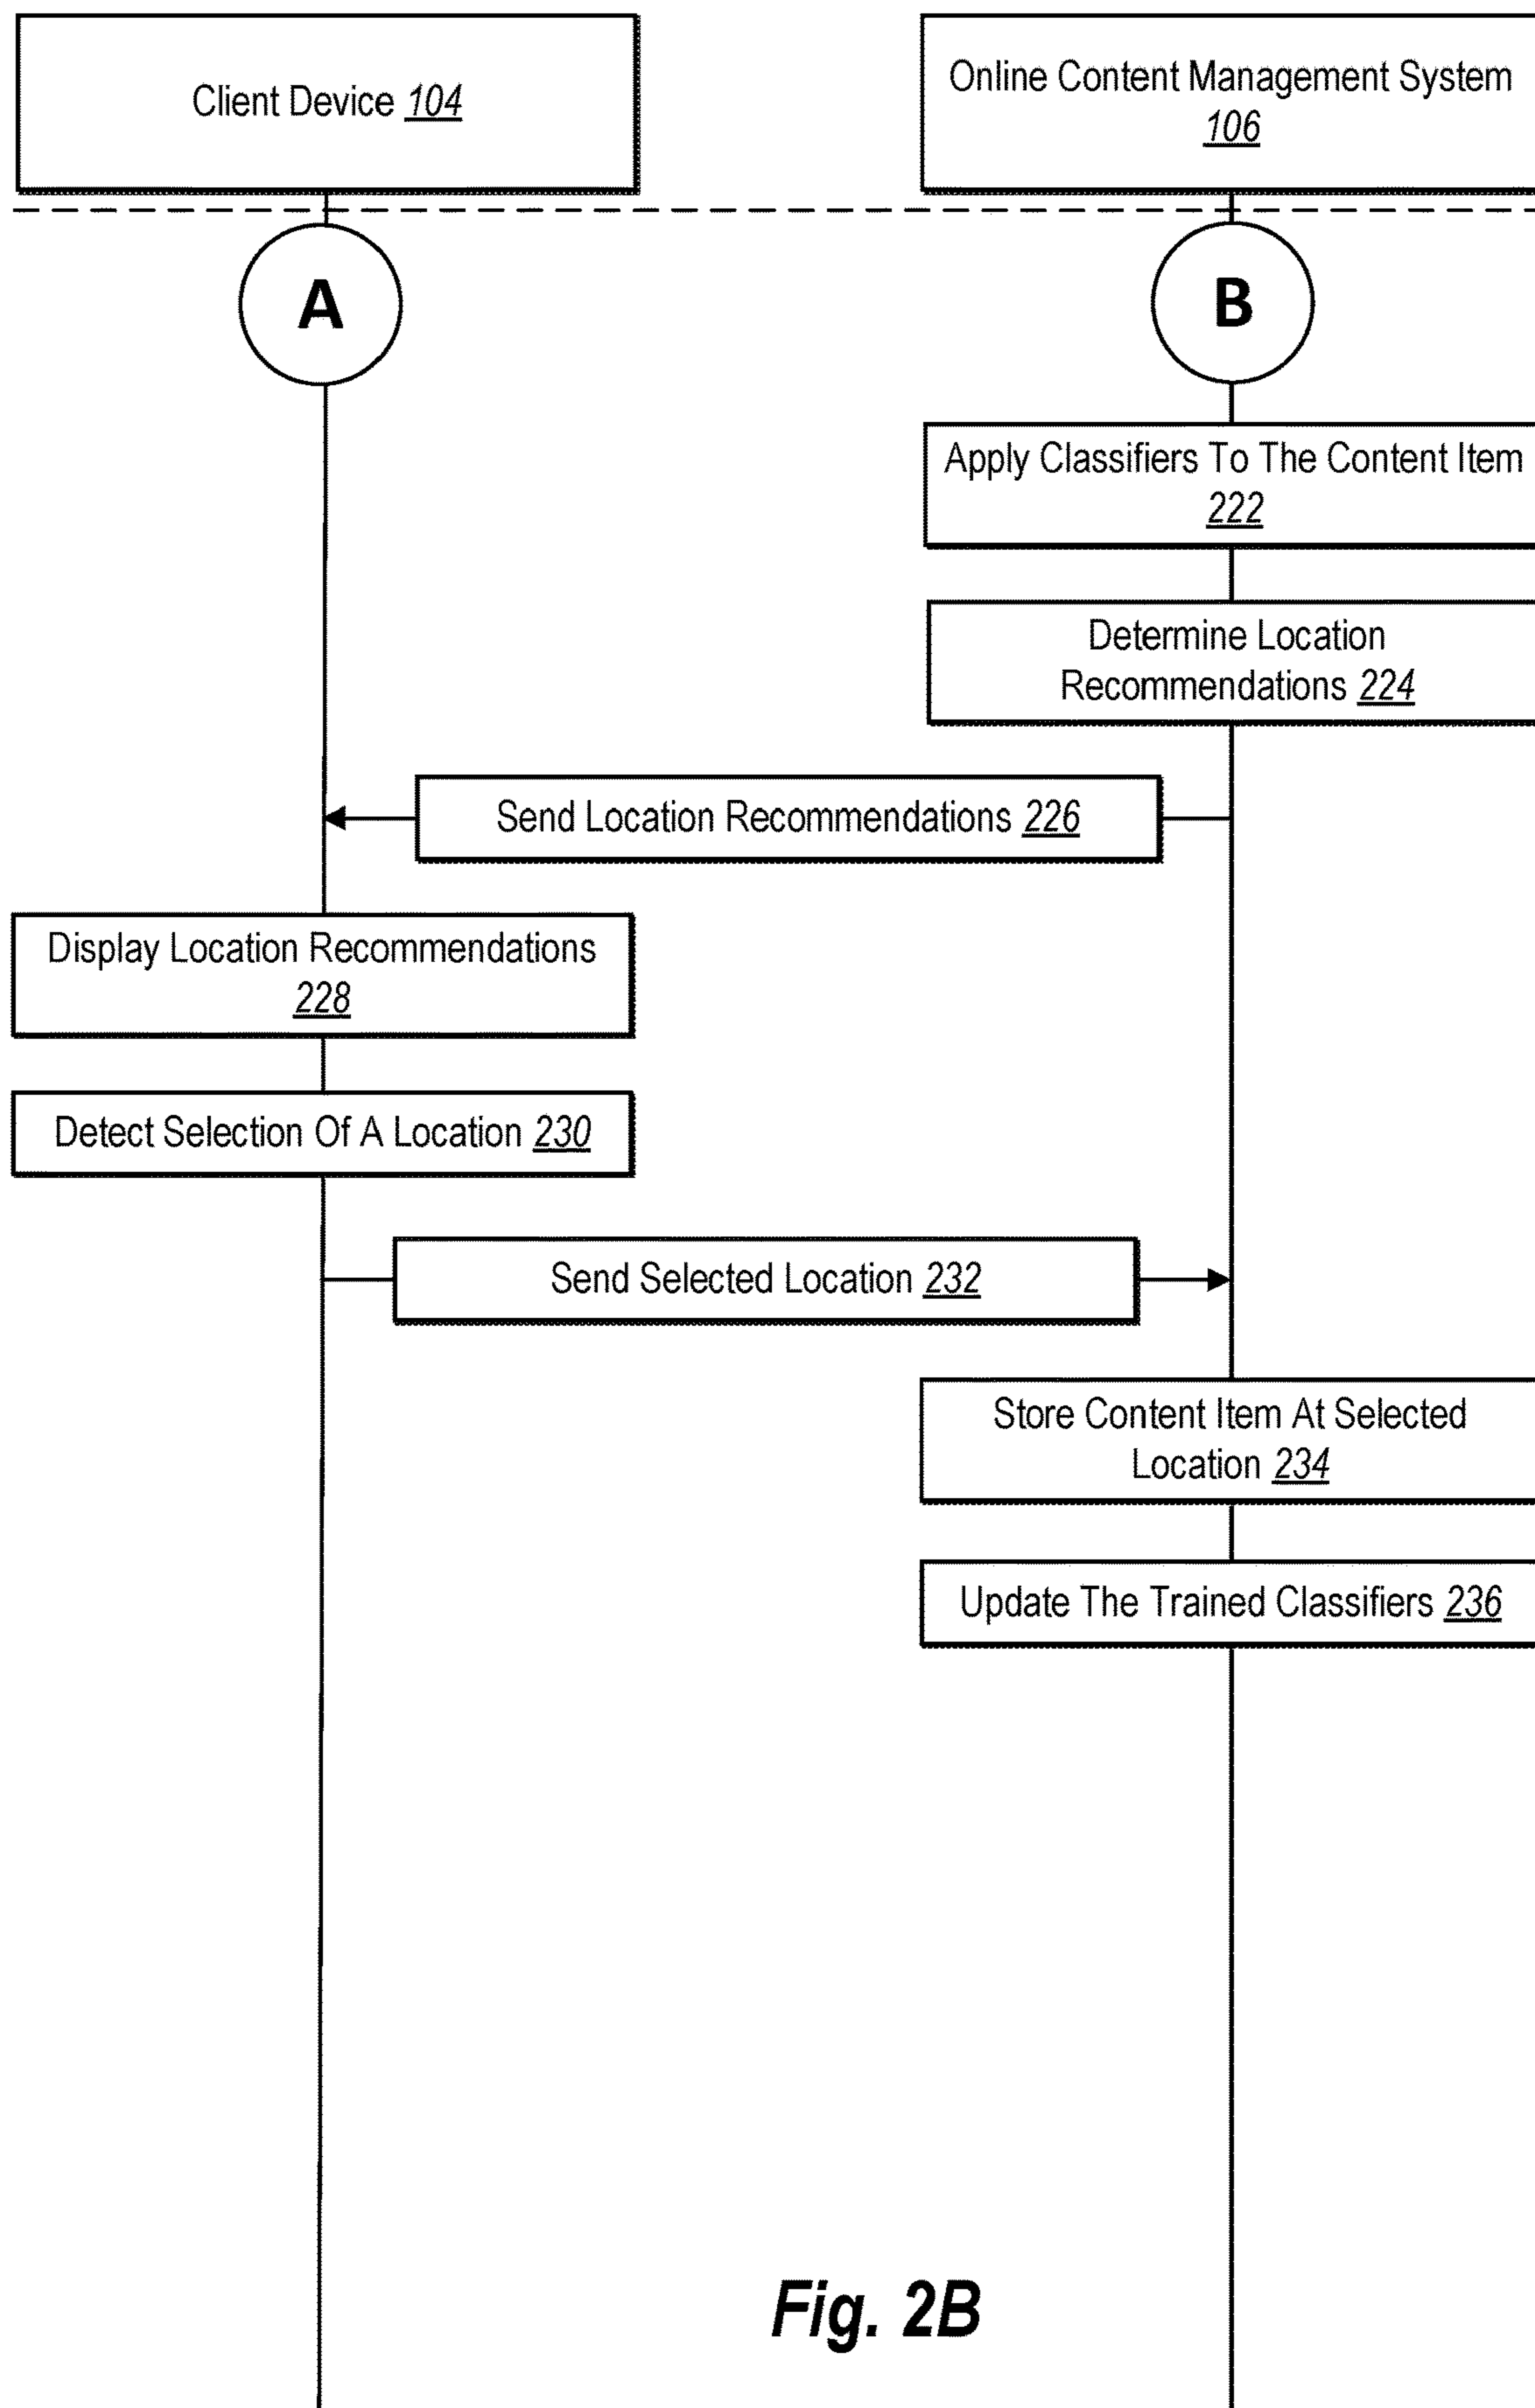 Client Device 104
Online Content Management System
106
A
B
Apply Classifiers To The Content Item
222
Determine Location
Recommendations 224
Send Location Recommendations 226
Display Location Recommendations
228
Detect Selection Of A Location 230
Send Selected Location 232
Store Content Item At Selected
Location 234
Update The Trained Classifiers 236
Fig. 2B